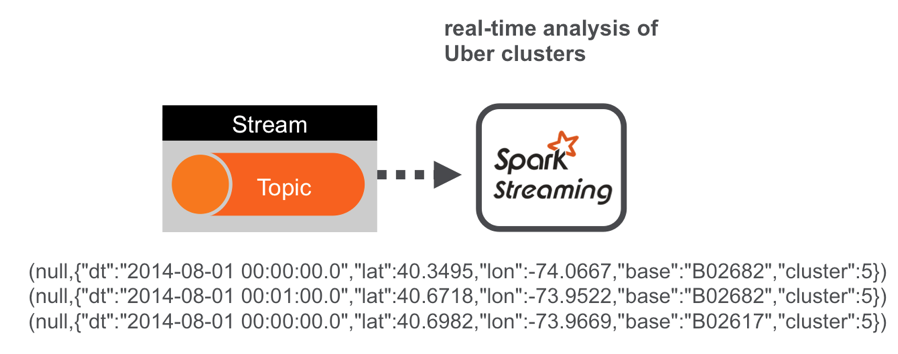 real-time analysis of
Uber clusters
Stream
Topic
Spark
Streaming
(null,{"dt":"2014-08-01 00:00:00.0","lat":40.3495,"lon":-74.0667,"base":"B02682","cluster":5})
(null,{"dt":"2014-08-01 00:01:00.0","lat":40.6718,"lon":-73.9522,"base":"B02682","cluster":5})
(null,{"dt":"2014-08-01 00:00:00.0","lat":40.6982,"lon":-73.9669,"base":"B02617","cluster":5})